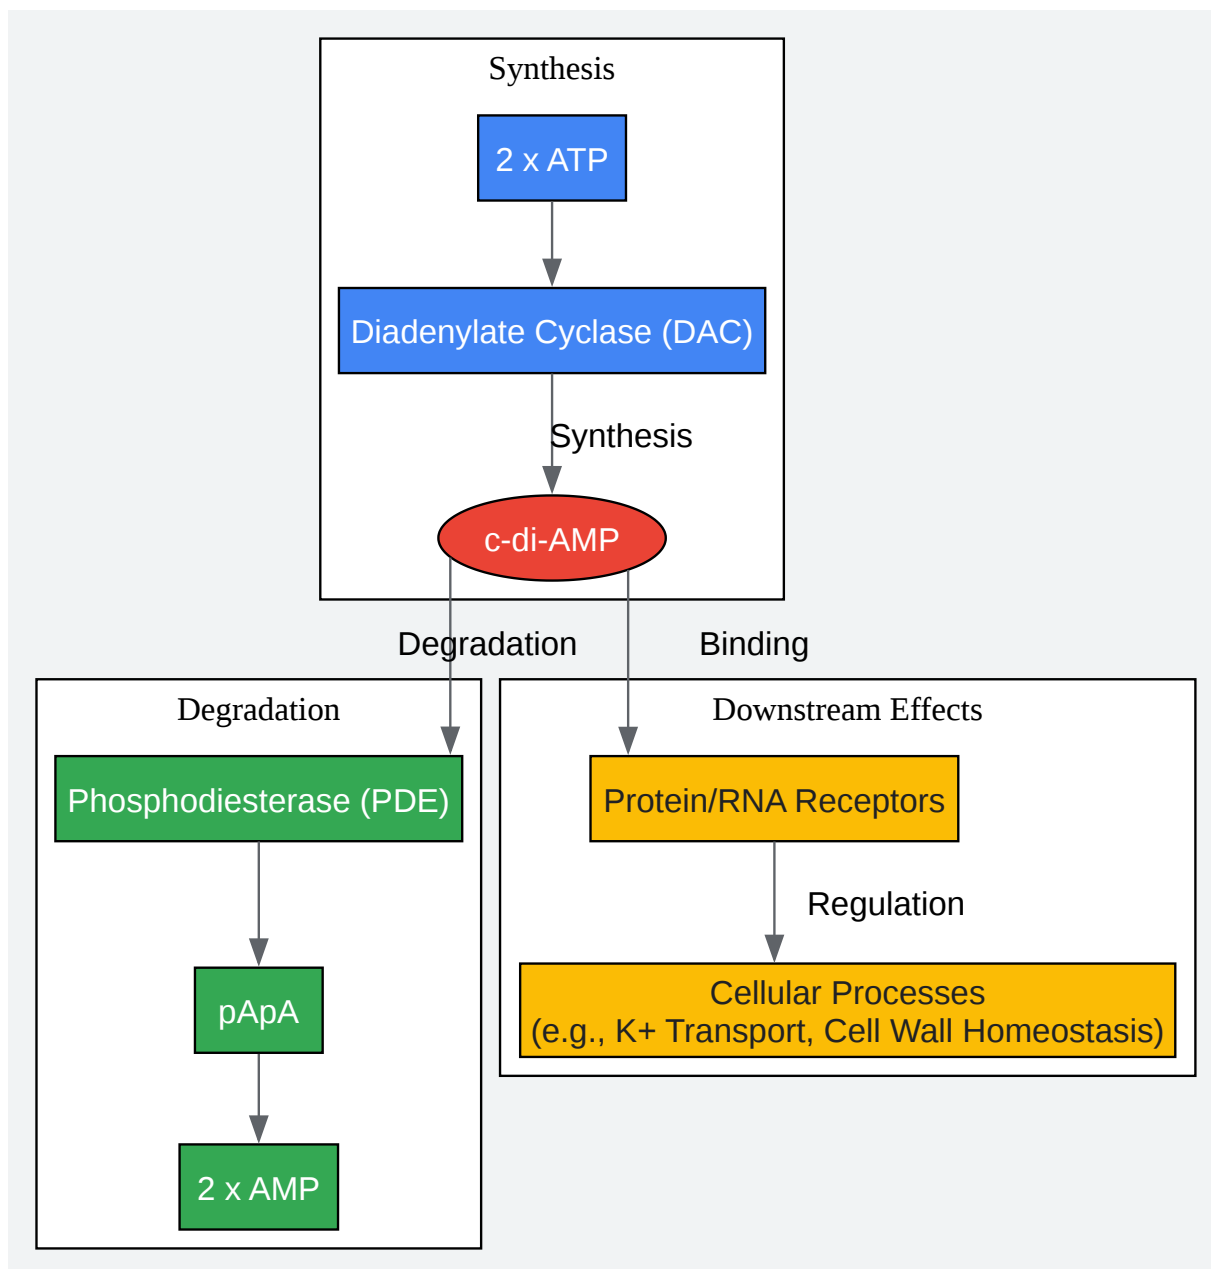 Synthesis
2 x ATP
Diadenylate Cyclase (DAC)
Synthesis
c-di-AMP
Degradation
Binding
Degradation
Phosphodiesterase (PDE)
pApA
2 x AMP
Downstream Effects
Protein/RNA Receptors
Regulation
Cellular Processes
(e.g., K+ Transport, Cell Wall Homeostasis)